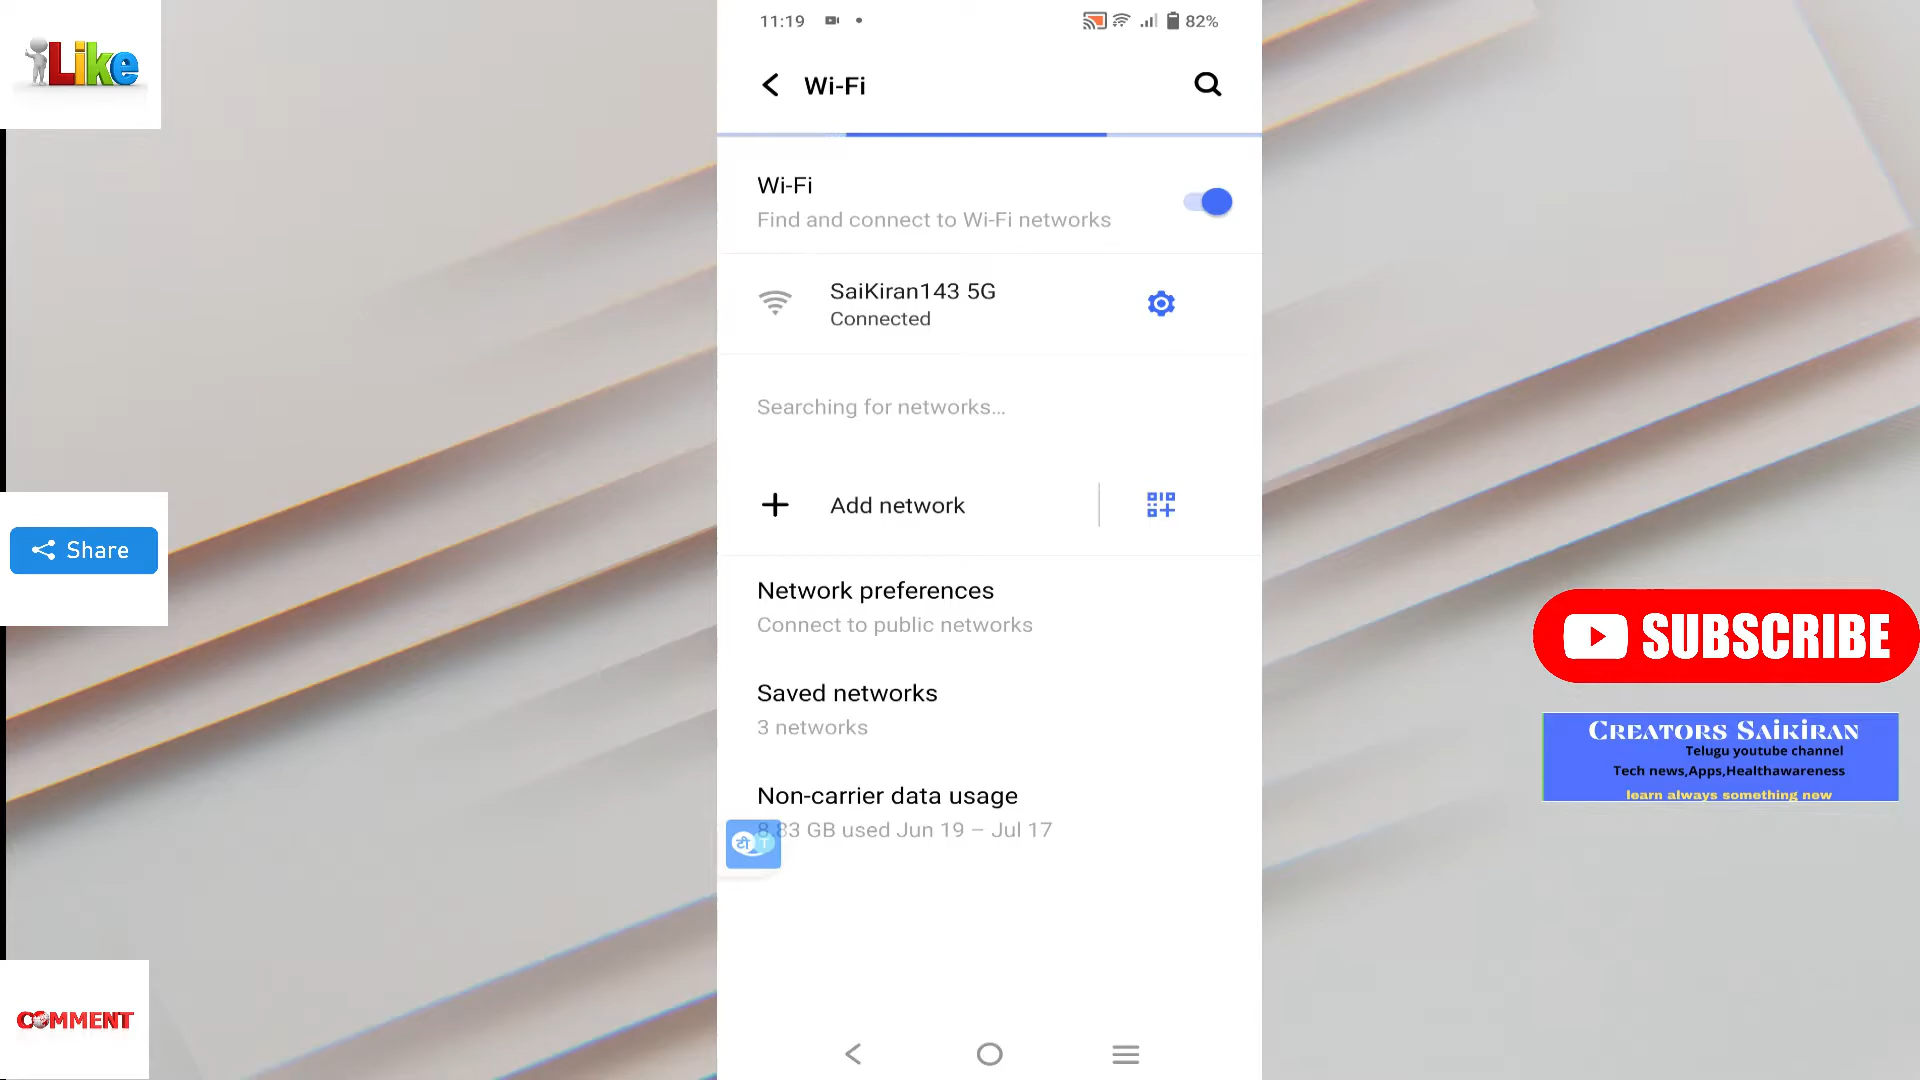 iLike
Share
COMMENT
11:19
82%
Wi-Fi
Wi-Fi
Find and connect to Wi-Fi networks
SaiKiran143 5G
Connected
Searching for networks...
Add network
Network preferences
Connect to public networks
Saved networks
3 networks
Non-carrier data usage
8.83 GB used Jun 19 – Jul 17
टी T
SUBSCRIBE
CREATORS SAIKIRAN
Telugu youtube channel
Tech news,Apps,Healthawareness
learn always something new